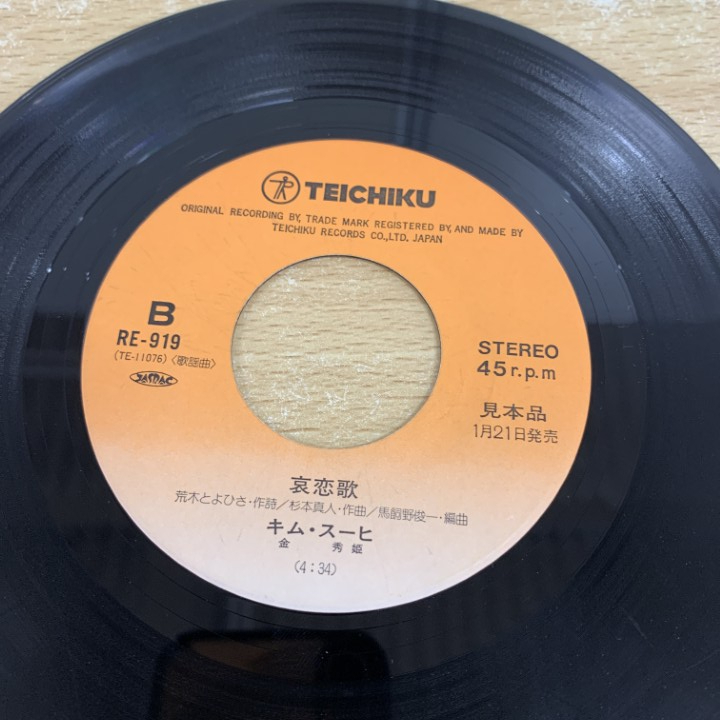 TEICHIKU
ORIGINAL RECORDING BY, TRADE MARK REGISTERED BY, AND MADE BY
TEICHIKU RECORDS CO.,LTD. JAPAN
B
RE-919
(TE-11076)〈歌謡曲〉
JASRAC
STEREO
45 r.p.m
見本品
1月21日発売
哀恋歌
荒木とよひさ・作詩／杉本真人・作曲／馬飼野俊一・編曲
キム・スーヒ
金 秀姫
(4:34)